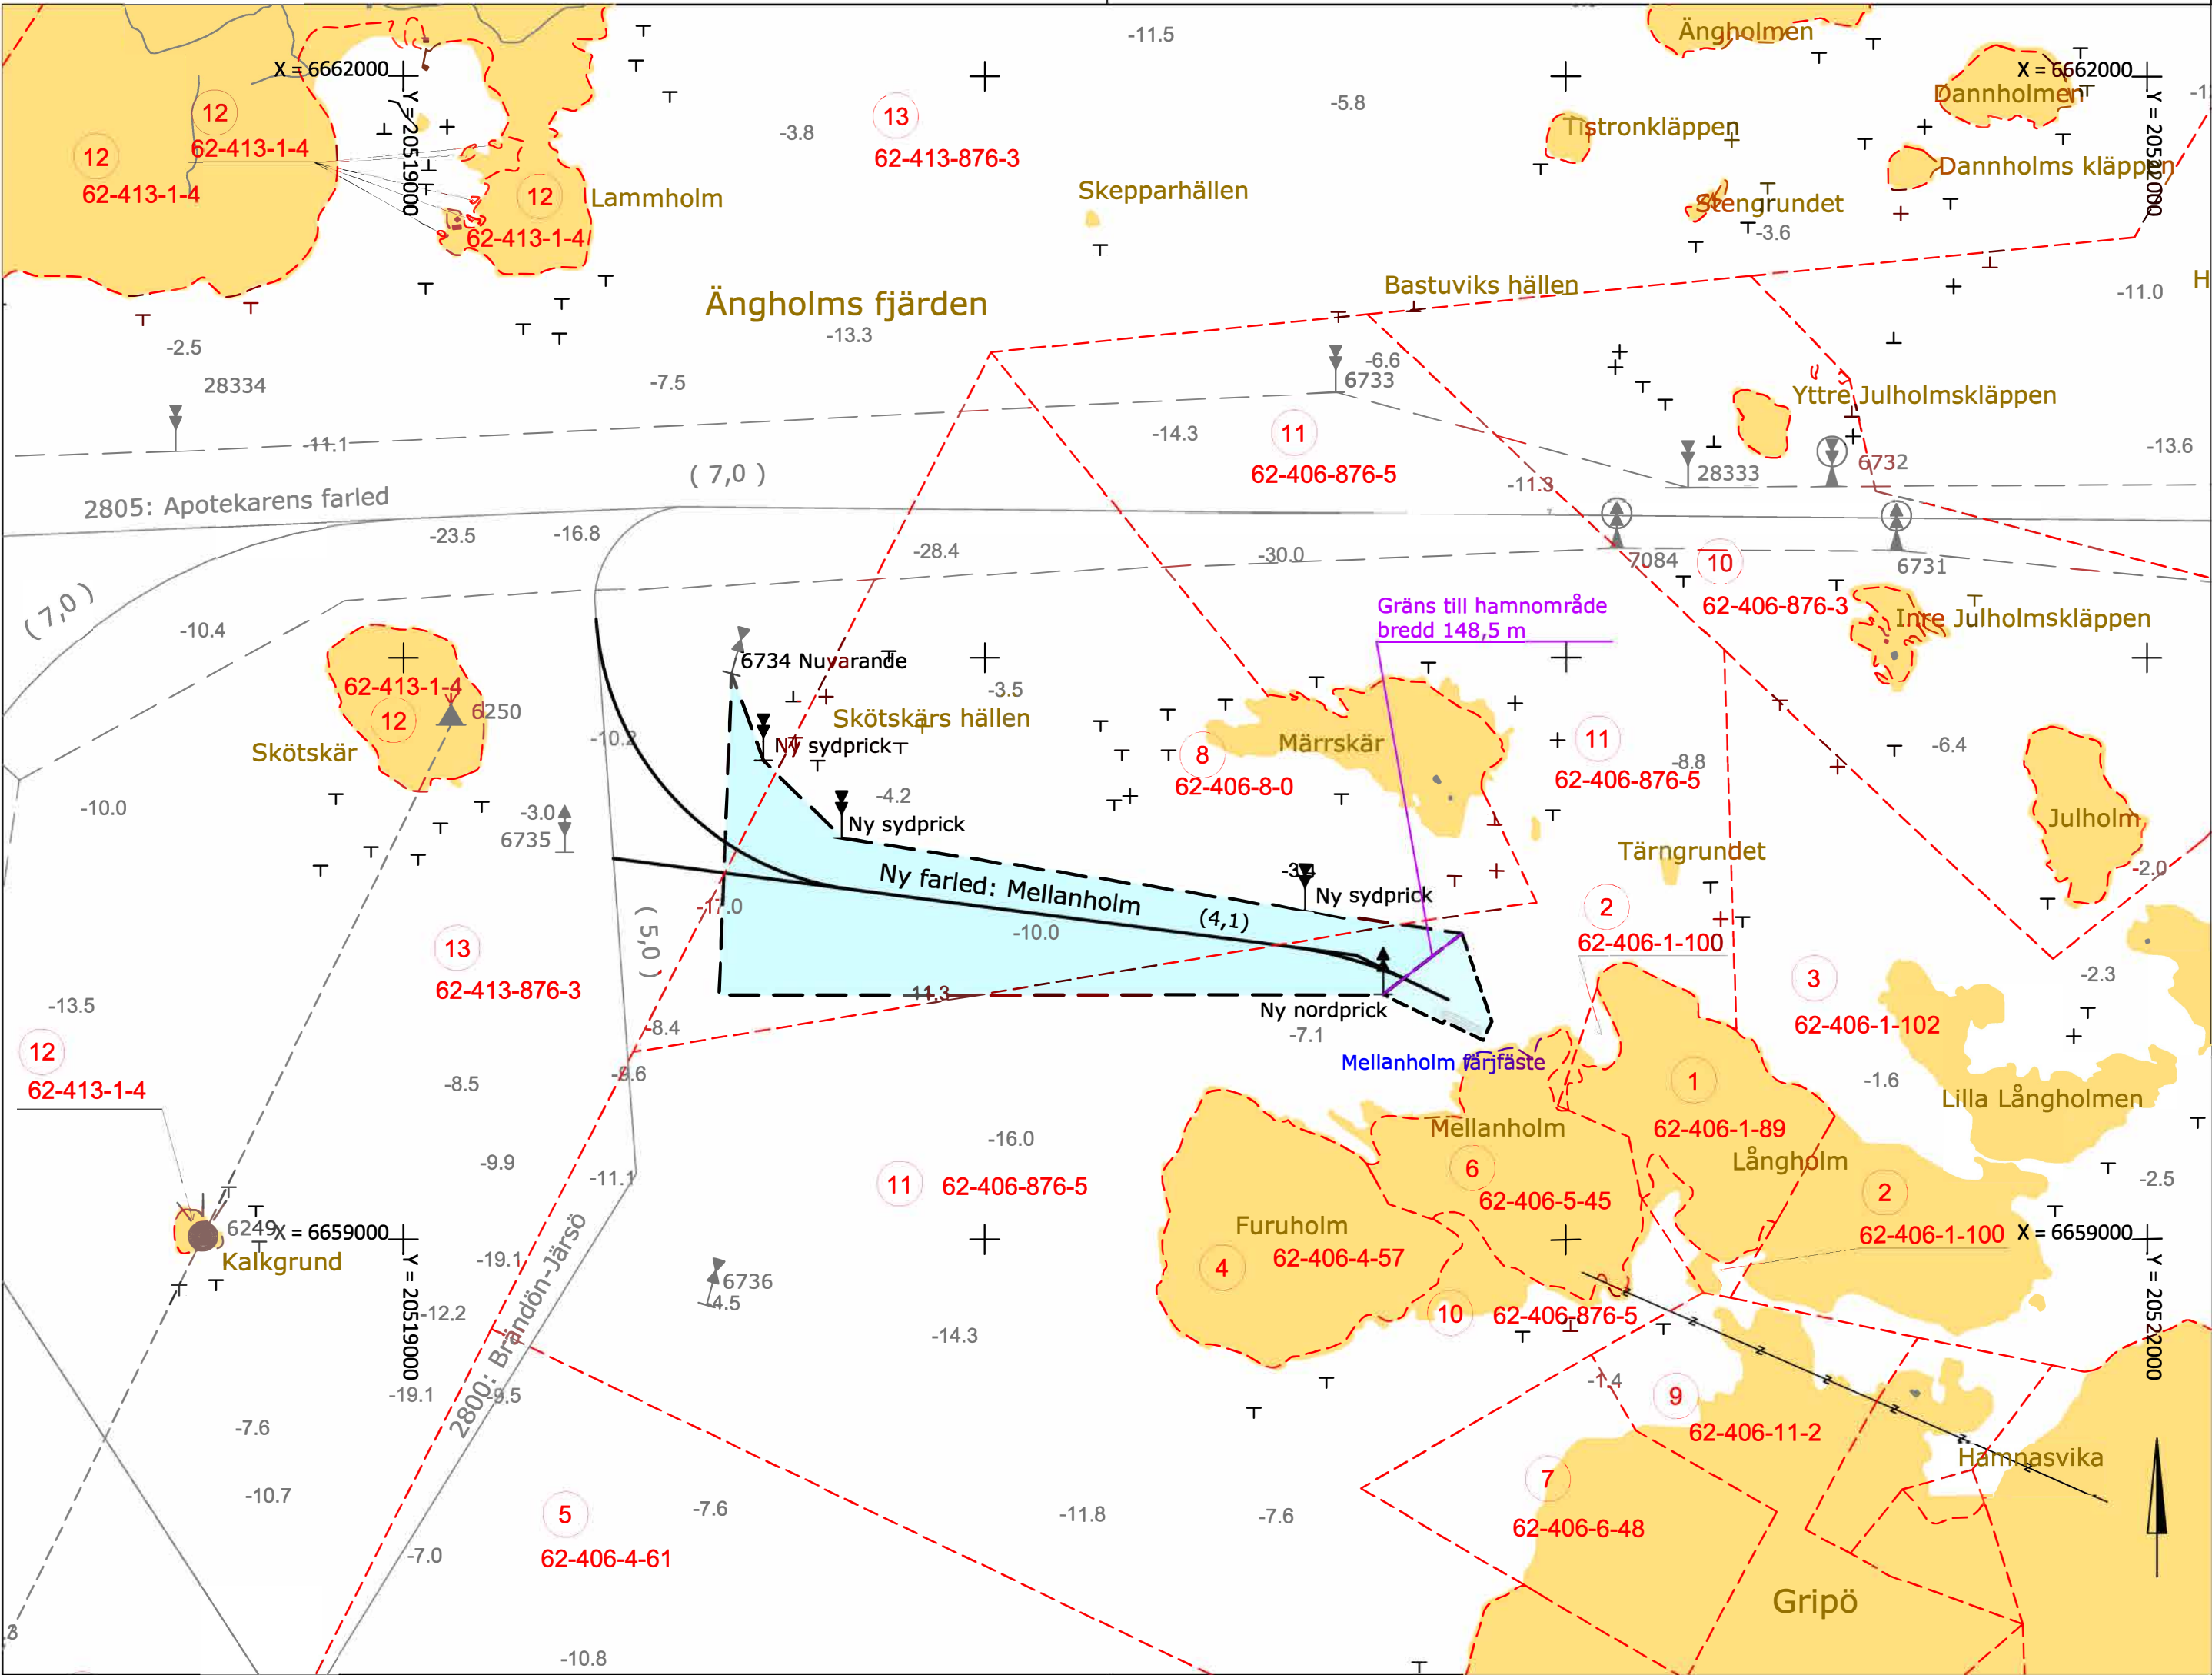 -11.5
Ängholmen
X = 6662000
X = 6662000
Dannholmen
-5.8
12
13
Tistronkläppen
-3.8
12
62-413-1-4
62-413-876-3
Y = 20519000
Y = 20522000
Dannholms kläppen
62-413-1-4
12
Lammholm
Skepparhällen
Stengrundet
62-413-1-4
-3.6
Bastuviks hällen
-11.0
H
Ängholms fjärden
-13.3
-2.5
-6.6
28334
-7.5
6733
Yttre Julholmskläppen
-11.1
-14.3
11
-13.6
6732
( 7,0 )
62-406-876-5
28333
-11.3
2805: Apotekarens farled
-23.5
-16.8
-28.4
-30.0
7084
10
6731
( 7,0 )
Gräns till hamnområde
bredd 148,5 m
62-406-876-3
Inre Julholmskläppen
-10.4
6734 Nuvarande
62-413-1-4
-3.5
12
6250
Skötskärs hällen
-10.2
Ny sydprick
Märrskär
11
-6.4
Skötskär
8
-8.8
62-406-876-5
62-406-8-0
-10.0
-4.2
-3.0
6735
Ny sydprick
Julholm
Tärngrundet
-3.4
Ny farled: Mellanholm
(4,1)
Ny sydprick
-2.0
-17.0
2
( 5,0 )
-10.0
62-406-1-100
13
62-413-876-3
11.3
3
-2.3
-13.5
Ny nordprick
-8.4
-7.1
62-406-1-102
12
Mellanholm färjfäste
62-413-1-4
-8.5
-9.6
1
-1.6
Lilla Långholmen
-16.0
Mellanholm
62-406-1-89
-9.9
6
Långholm
-11.1
11
62-406-876-5
62-406-5-45
2
-2.5
6249
X = 6659000
Furuholm
62-406-1-100
X = 6659000
Kalkgrund
-19.1
4
62-406-4-57
Y = 20519000
Y = 20522000
6736
-4.5
-12.2
10
62-406-876-5
-14.3
2800: Brändön-Järsö
-19.1
-9.5
-1.4
9
-7.6
62-406-11-2
Hamnasvika
-10.7
7
5
-7.6
-11.8
-7.6
62-406-6-48
-7.0
62-406-4-61
Gripö
-10.8